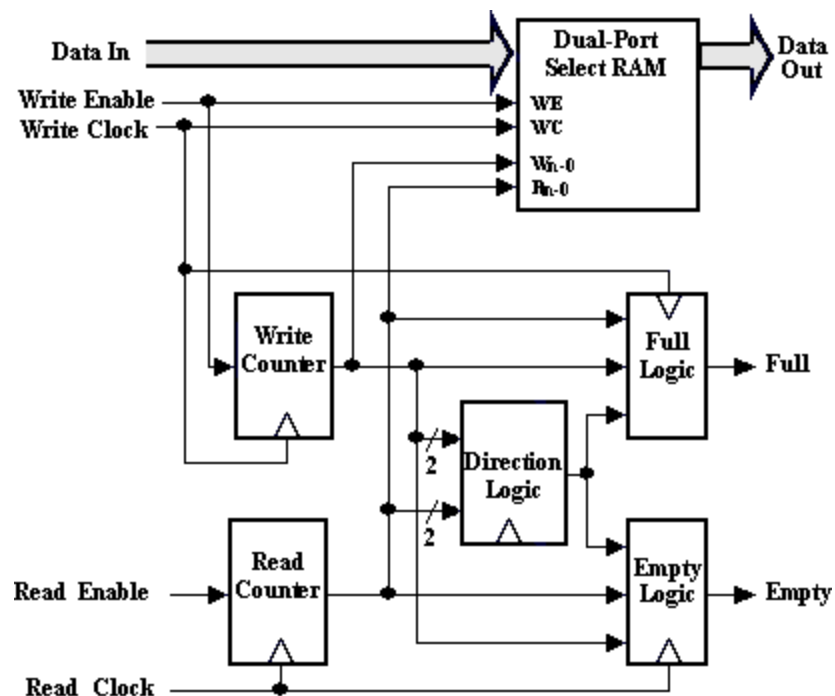 Data In
Dual-Port
Select RAM
Data
Out
Write Enable
WE
Write Clock
WC
Wn-0
Rn-0
Write
Counter
Full
Logic
Full
2
Direction
Logic
2
Read
Counter
Empty
Logic
Read Enable
Empty
Read Clock